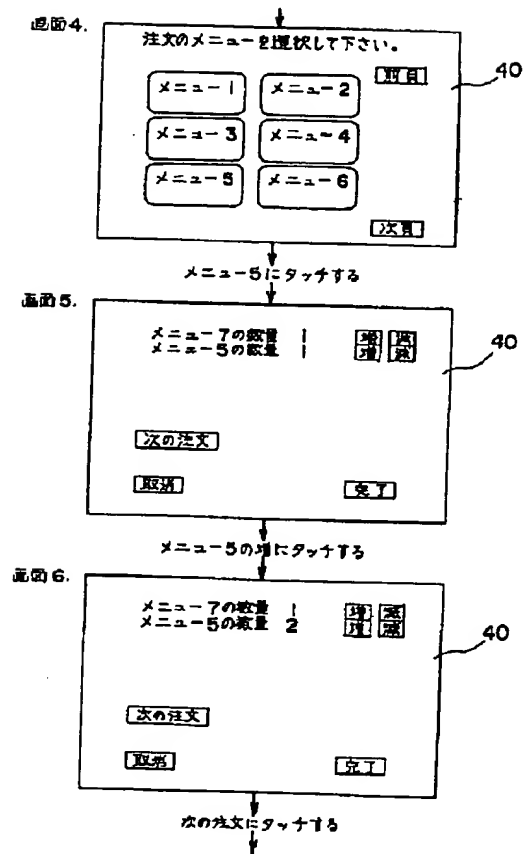 画面4.
注文のメニューを選択して下さい。
前頁
40
メニュー1 メニュー2
メニュー3 メニュー4
メニュー5 メニュー6
次頁
メニュー5にタッチする
画面5.
メニュー7の数量 1 増 減
メニュー5の数量 1 増 減
40
次の注文
取消 完了
メニュー5の増にタッチする
画面6.
メニュー7の数量 1 増 減
メニュー5の数量 2 増 減
40
次の注文
取消 完了
次の注文にタッチする